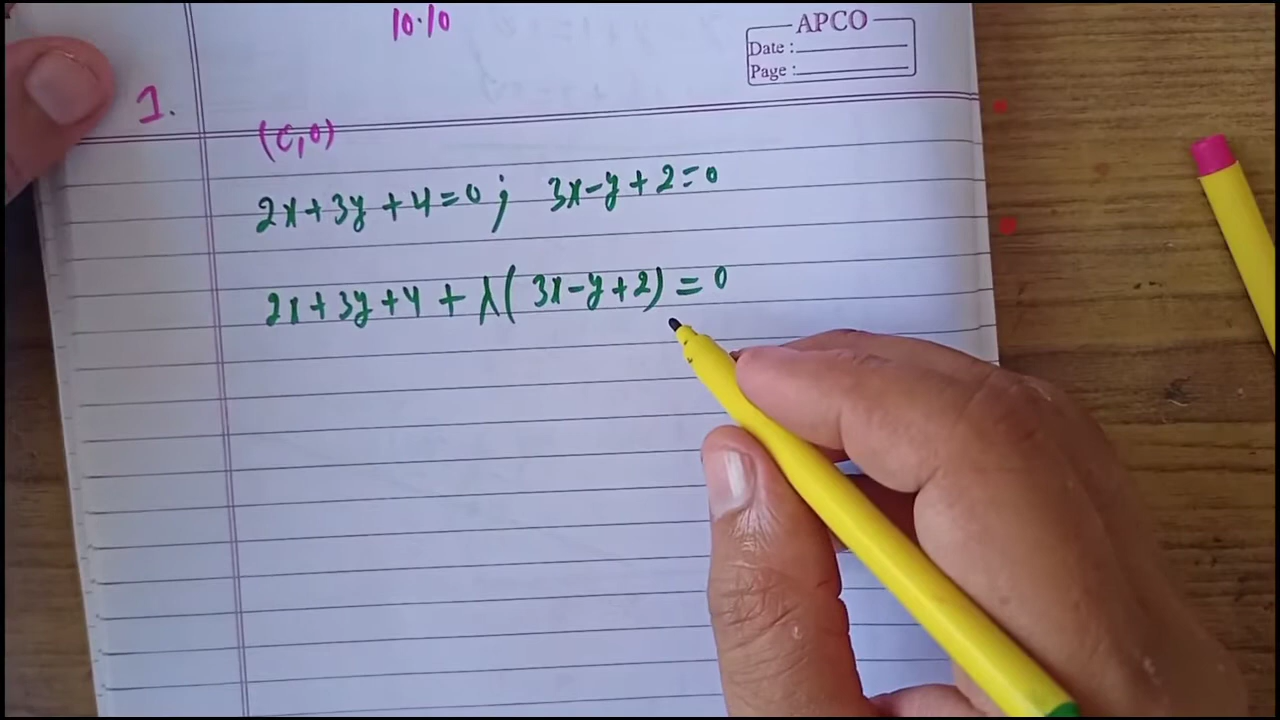 10.10
APCO
Date :
Page :
1.
(0,0)
2x+3y+4=0; 3x-y+2=0
2x+3y+4+λ(3x-y+2)=0